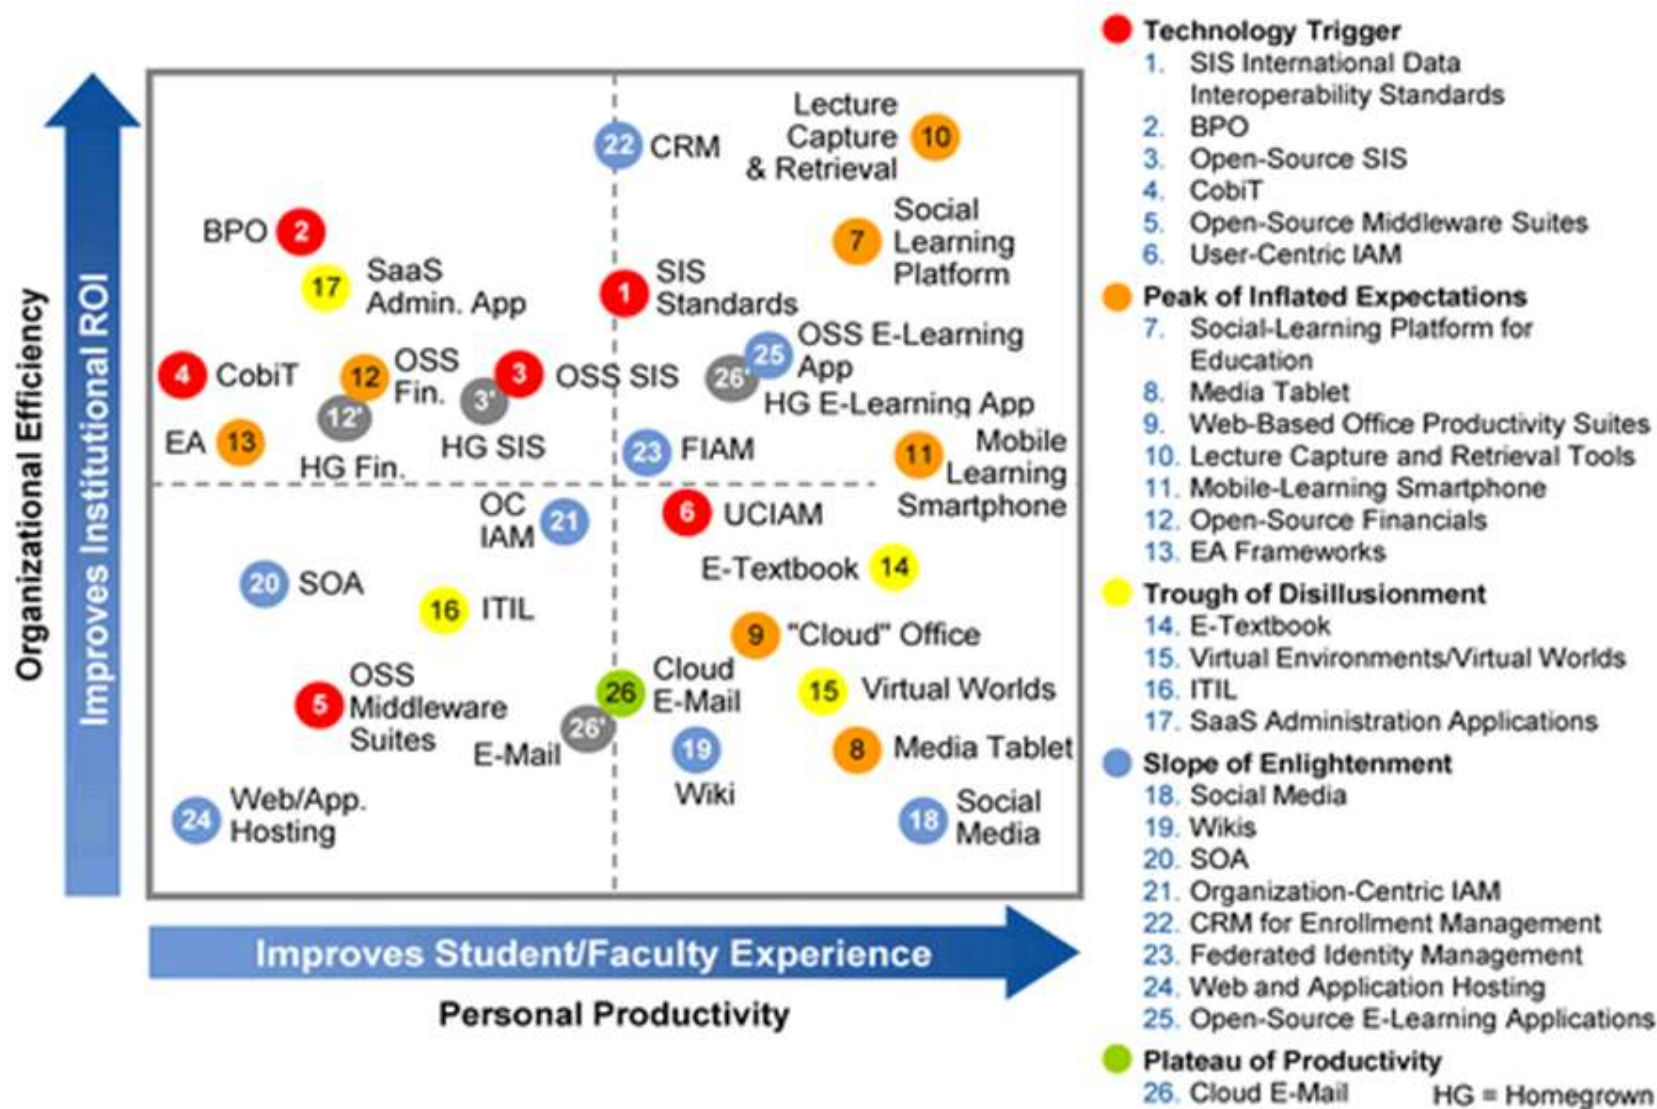 Organizational Efficiency
Improves Institutional ROI
Lecture
Capture
& Retrieval
10
22 CRM
BPO 2
Social
Learning
Platform
7
17 SaaS
Admin. App
1 SIS
Standards
4 CobiT
12 OSS
Fin.
3 OSS SIS
25 OSS E-Learning
App
26'
HG E-Learning App
12'
HG Fin.
3'
HG SIS
EA 13
23 FIAM
11 Mobile
Learning
Smartphone
OC
IAM
21
6 UCIAM
E-Textbook 14
20 SOA
16 ITIL
9 "Cloud" Office
5 OSS
Middleware
Suites
26 Cloud
E-Mail
26'
E-Mail
15 Virtual Worlds
19
Wiki
8 Media Tablet
24 Web/App.
Hosting
18 Social
Media
Improves Student/Faculty Experience
Personal Productivity
Technology Trigger
1. SIS International Data
Interoperability Standards
2. BPO
3. Open-Source SIS
4. CobiT
5. Open-Source Middleware Suites
6. User-Centric IAM
Peak of Inflated Expectations
7. Social-Learning Platform for
Education
8. Media Tablet
9. Web-Based Office Productivity Suites
10. Lecture Capture and Retrieval Tools
11. Mobile-Learning Smartphone
12. Open-Source Financials
13. EA Frameworks
Trough of Disillusionment
14. E-Textbook
15. Virtual Environments/Virtual Worlds
16. ITIL
17. SaaS Administration Applications
Slope of Enlightenment
18. Social Media
19. Wikis
20. SOA
21. Organization-Centric IAM
22. CRM for Enrollment Management
23. Federated Identity Management
24. Web and Application Hosting
25. Open-Source E-Learning Applications
Plateau of Productivity
26. Cloud E-Mail HG = Homegrown